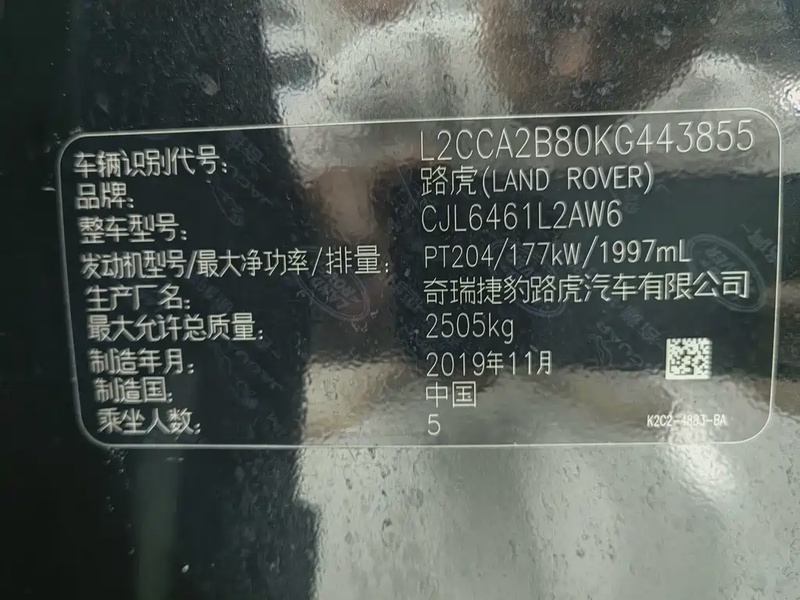 车辆识别代号: L2CCA2B80KG443855
品牌: 路虎(LAND ROVER)
整车型号: CJL6461L2AW6
发动机型号/最大净功率/排量: PT204/177kW/1997mL
生产厂名: 奇瑞捷豹路虎汽车有限公司
最大允许总质量: 2505kg
制造年月: 2019年11月
制造国: 中国
乘坐人数: 5
K2C2-4883-BA